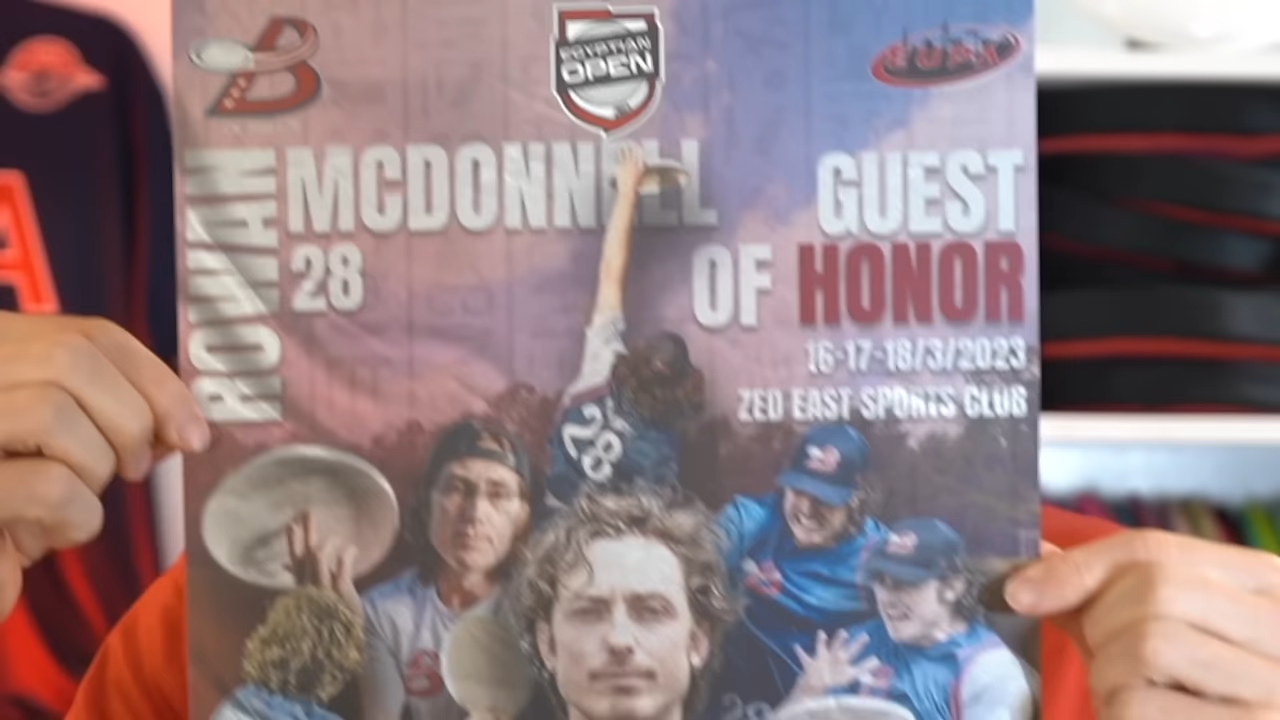 EGYPTIAN
OPEN
ROWAN
MCDONNELL
28
GUEST
OF HONOR
16-17-18/3/2023
ZED EAST SPORTS CLUB
28